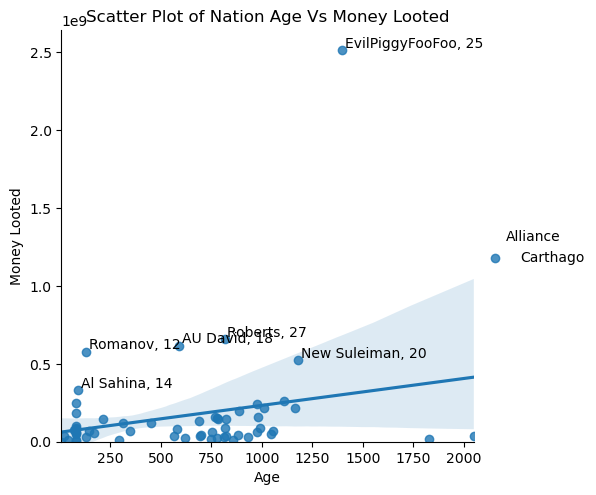 Scatter Plot of Nation Age Vs Money Looted
1e9
2.5
2.0
1.5
1.0
0.5
0.0
Money Looted
EvilPiggyFooFoo, 25
Roberts, 27
AU David, 18
Romanov, 12
New Suleiman, 20
Al Sahina, 14
Alliance
Carthago
250
500
750
1000
1250
1500
1750
2000
Age